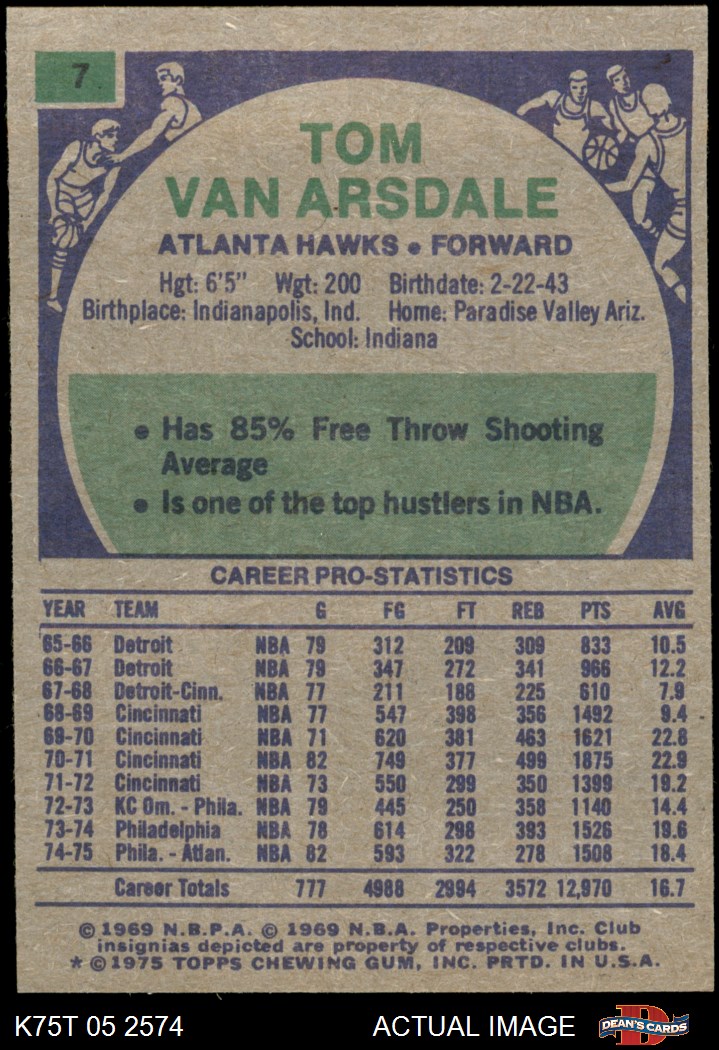 7
TOM
VAN ARSDALE
ATLANTA HAWKS • FORWARD
Hgt: 6'5" Wgt: 200 Birthdate: 2-22-43
Birthplace: Indianapolis, Ind. Home: Paradise Valley Ariz.
School: Indiana
• Has 85% Free Throw Shooting
Average
• Is one of the top hustlers in NBA.
CAREER PRO-STATISTICS
YEAR TEAM G FG FT REB PTS AVG
65-66 Detroit NBA 79 312 209 309 833 10.5
66-67 Detroit NBA 79 347 272 341 966 12.2
67-68 Detroit-Cinn. NBA 77 211 188 225 610 7.9
68-69 Cincinnati NBA 77 547 398 356 1492 9.4
69-70 Cincinnati NBA 71 620 381 463 1621 22.8
70-71 Cincinnati NBA 82 749 377 499 1875 22.9
71-72 Cincinnati NBA 73 550 299 350 1399 19.2
72-73 KC Om. - Phila. NBA 79 445 250 358 1140 14.4
73-74 Philadelphia NBA 78 614 298 393 1526 19.6
74-75 Phila. - Atlan. NBA 82 593 322 278 1508 18.4
Career Totals 777 4988 2994 3572 12,970 16.7
© 1969 N.B.P.A. © 1969 N.B.A. Properties, Inc. Club
insignias depicted are property of respective clubs.
* © 1975 TOPPS CHEWING GUM, INC. PRTD. IN U.S.A.
K75T 05 2574 ACTUAL IMAGE DEAN'S CARDS